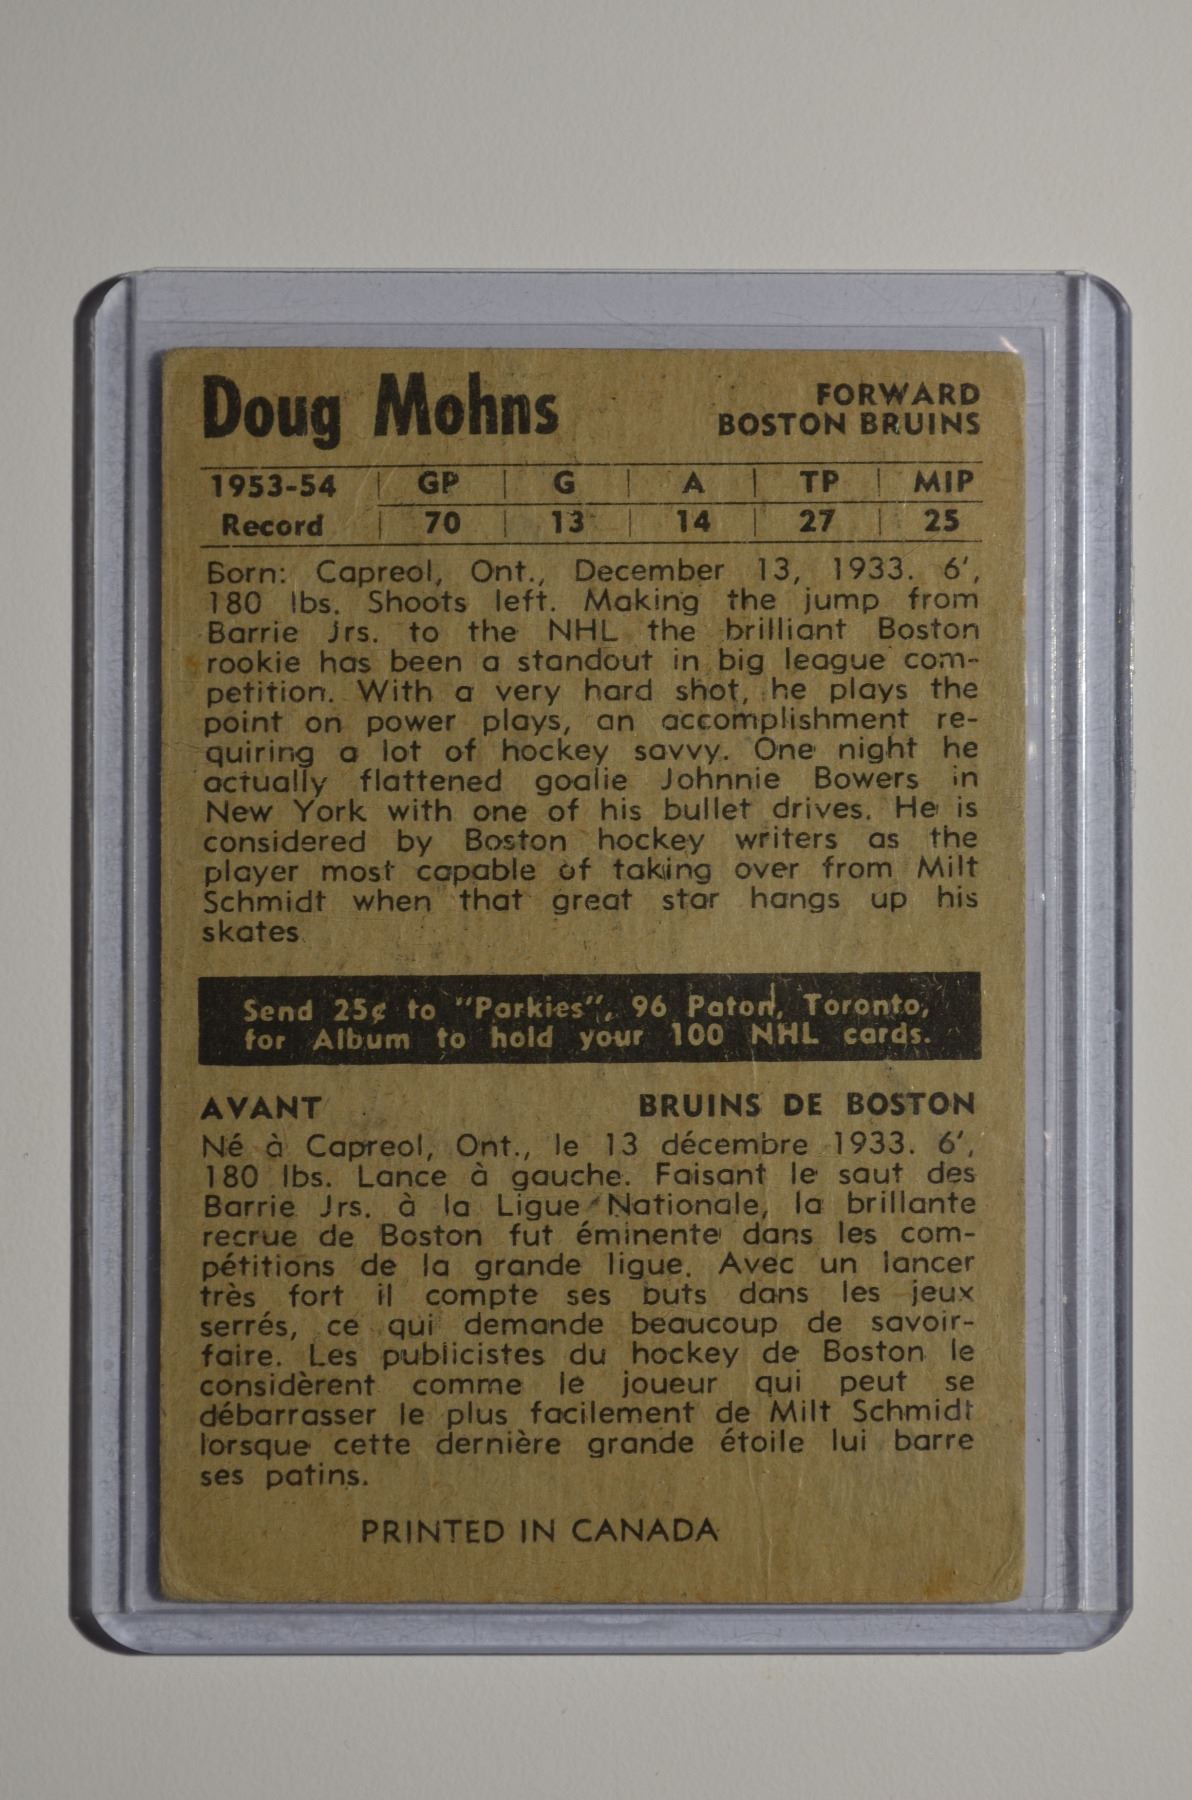 Doug Mohns
FORWARD
BOSTON BRUINS
1953-54 | GP | G | A | TP | MIP
Record | 70 | 13 | 14 | 27 | 25
Born: Capreol, Ont., December 13, 1933. 6',
180 lbs. Shoots left. Making the jump from
Barrie Jrs. to the NHL the brilliant Boston
rookie has been a standout in big league com-
petition. With a very hard shot, he plays the
point on power plays, an accomplishment re-
quiring a lot of hockey savvy. One night he
actually flattened goalie Johnnie Bowers in
New York with one of his bullet drives. He is
considered by Boston hockey writers as the
player most capable of taking over from Milt
Schmidt when that great star hangs up his
skates.
Send 25¢ to "Parkies", 96 Paton, Toronto,
for Album to hold your 100 NHL cards.
AVANT BRUINS DE BOSTON
Né à Capreol, Ont., le 13 décembre 1933. 6',
180 lbs. Lance à gauche. Faisant le saut des
Barrie Jrs. à la Ligue Nationale, la brillante
recrue de Boston fut éminente dans les com-
pétitions de la grande ligue. Avec un lancer
très fort il compte ses buts dans les jeux
serrés, ce qui demande beaucoup de savoir-
faire. Les publicistes du hockey de Boston le
considèrent comme le joueur qui peut se
débarrasser le plus facilement de Milt Schmidt
lorsque cette dernière grande étoile lui barre
ses patins.
PRINTED IN CANADA